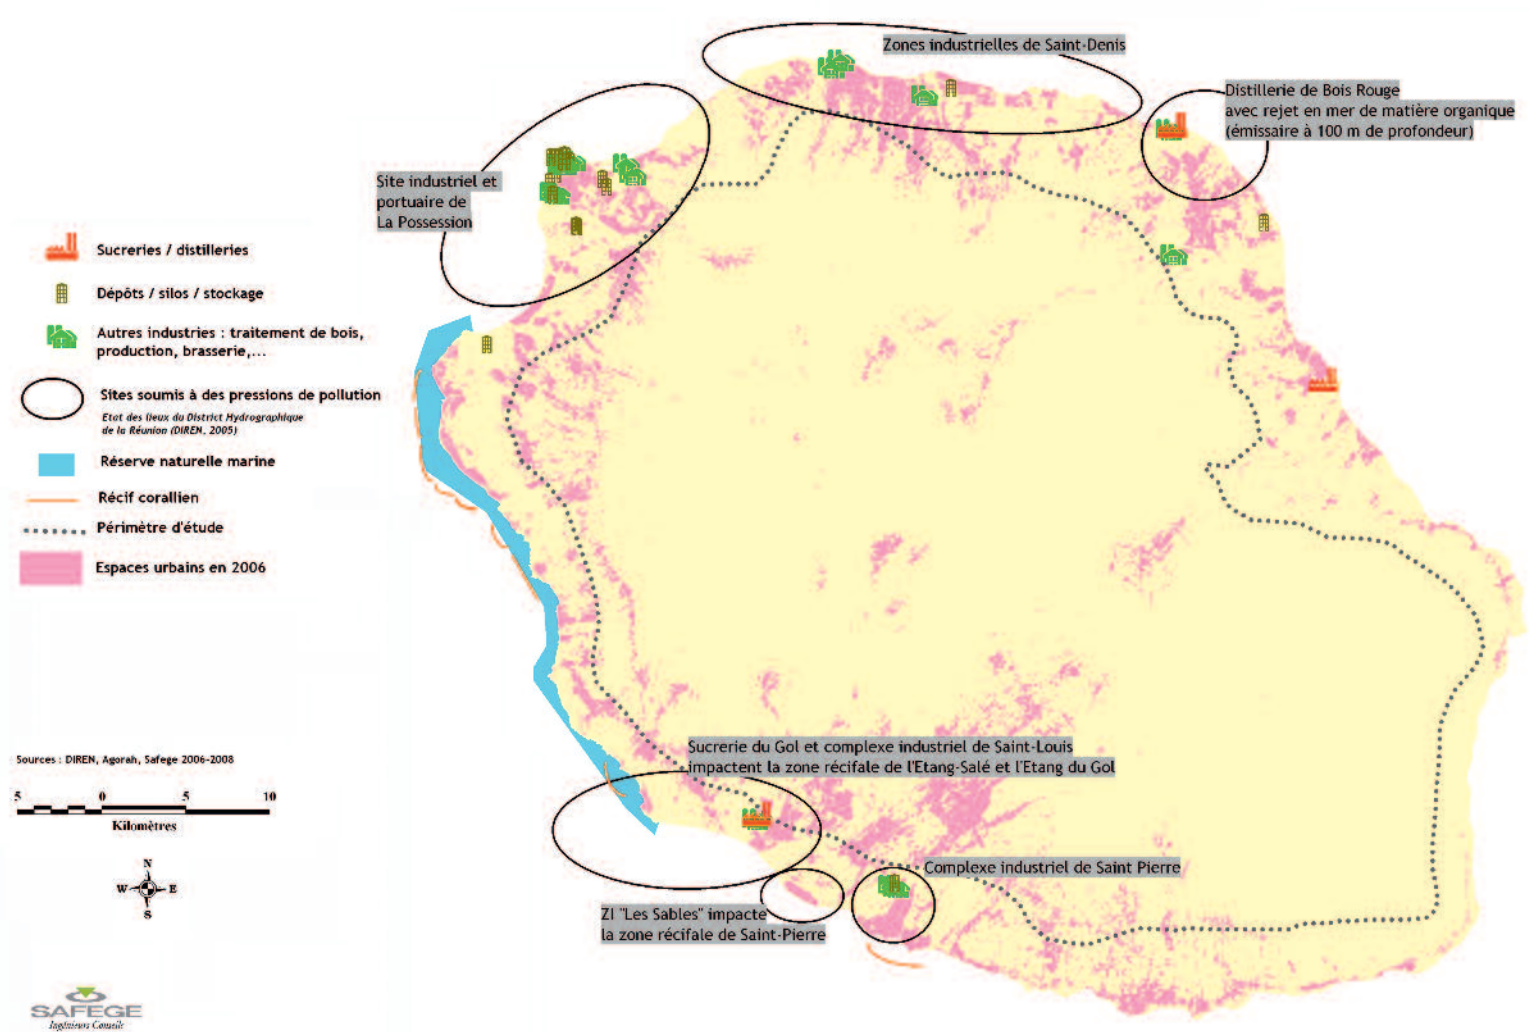 Zones industrielles de Saint-Denis
Distillerie de Bois Rouge
avec rejet en mer de matière organique
(émissaire à 100 m de profondeur)
Site industriel et
portuaire de
La Possession
Sucreries / distilleries
Dépôts / silos / stockage
Autres industries : traitement de bois,
production, brasserie,...
Sites soumis à des pressions de pollution
Etat des lieux du District Hydrographique
de la Réunion (DIREN, 2005)
Réserve naturelle marine
Récif corallien
Périmètre d'étude
Espaces urbains en 2006
Sucrerie du Gol et complexe industriel de Saint-Louis
impactent la zone récifale de l'Etang-Salé et l'Etang du Gol
Complexe industriel de Saint Pierre
ZI "Les Sables" impacte
la zone récifale de Saint-Pierre
Sources : DIREN, Agorah, Safege 2006-2008
5 0 5 10
Kilomètres
N
W E
S
SAFEGE
Ingénieurs Conseils